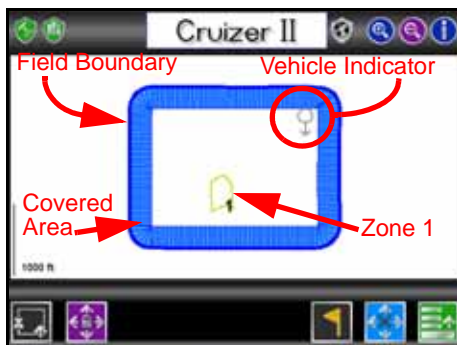 Cruizer II
Field Boundary
Vehicle Indicator
Covered
Area
1
Zone 1
1000 ft